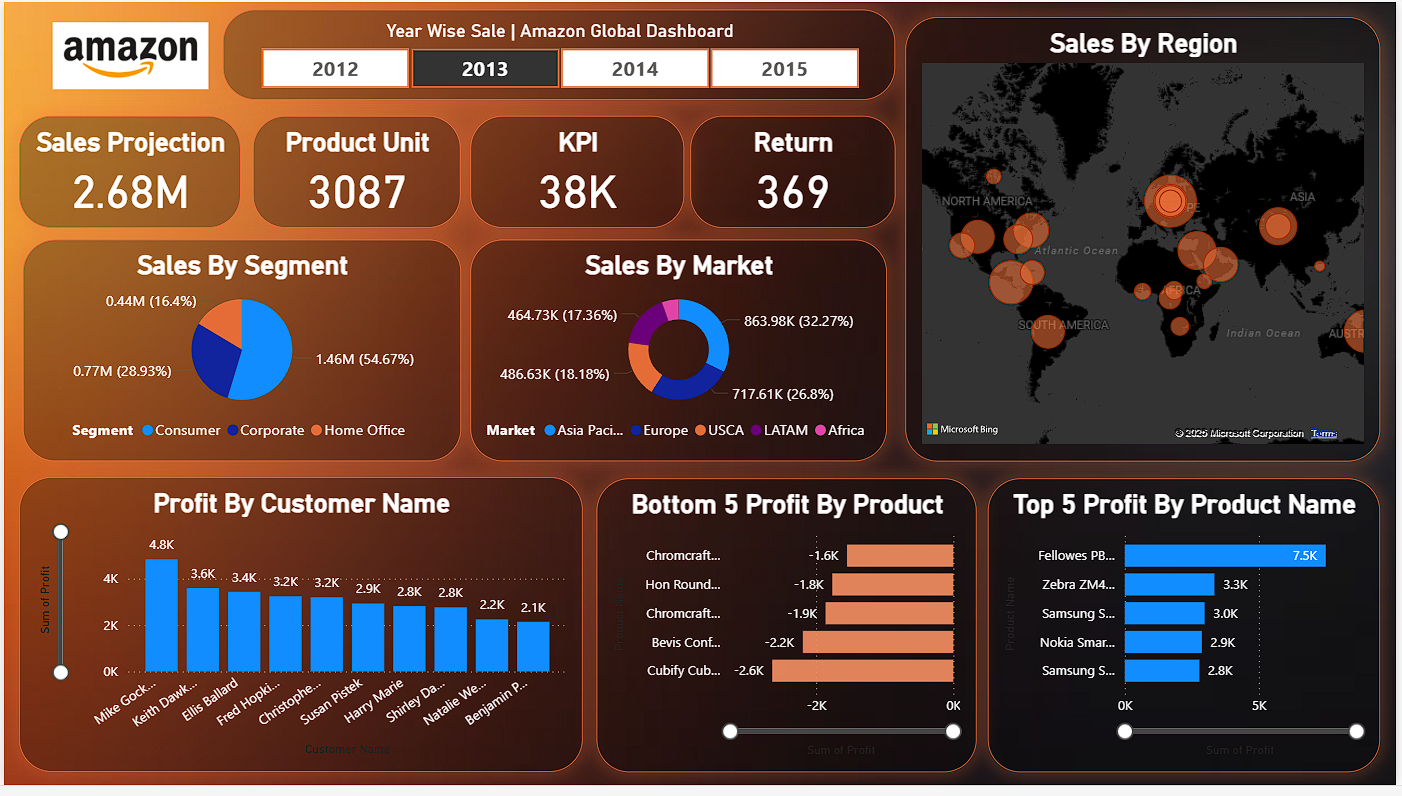 amazon
Year Wise Sale | Amazon Global Dashboard
2012
2013
2014
2015
Sales Projection
2.68M
Product Unit
3087
KPI
38K
Return
369
Sales By Region
NORTH AMERICA
Atlantic Ocean
SOUTH AMERICA
PE
ASIA
AFRICA
Indian Ocean
AUSTR
Microsoft Bing
© 2025 Microsoft Corporation
Terms
Sales By Segment
0.44M (16.4%)
0.77M (28.93%)
1.46M (54.67%)
Segment
Consumer
Corporate
Home Office
Sales By Market
464.73K (17.36%)
863.98K (32.27%)
486.63K (18.18%)
717.61K (26.8%)
Market
Asia Paci...
Europe
USCA
LATAM
Africa
Profit By Customer Name
Sum of Profit
4K
2K
0K
4.8K
3.6K
3.4K
3.2K
3.2K
2.9K
2.8K
2.8K
2.2K
2.1K
Mike Gock...
Keith Dawk...
Ellis Ballard
Fred Hopki...
Christophe...
Susan Pistek
Harry Marie
Shirley Da...
Natalie We...
Benjamin P...
Customer Name
Bottom 5 Profit By Product
Product Name
Chromcraft...
-1.6K
Hon Round...
-1.8K
Chromcraft...
-1.9K
Bevis Conf...
-2.2K
Cubify Cub...
-2.6K
-2K
0K
Sum of Profit
Top 5 Profit By Product Name
Product Name
Fellowes PB...
7.5K
Zebra ZM4...
3.3K
Samsung S...
3.0K
Nokia Smar...
2.9K
Samsung S...
2.8K
0K
5K
Sum of Profit